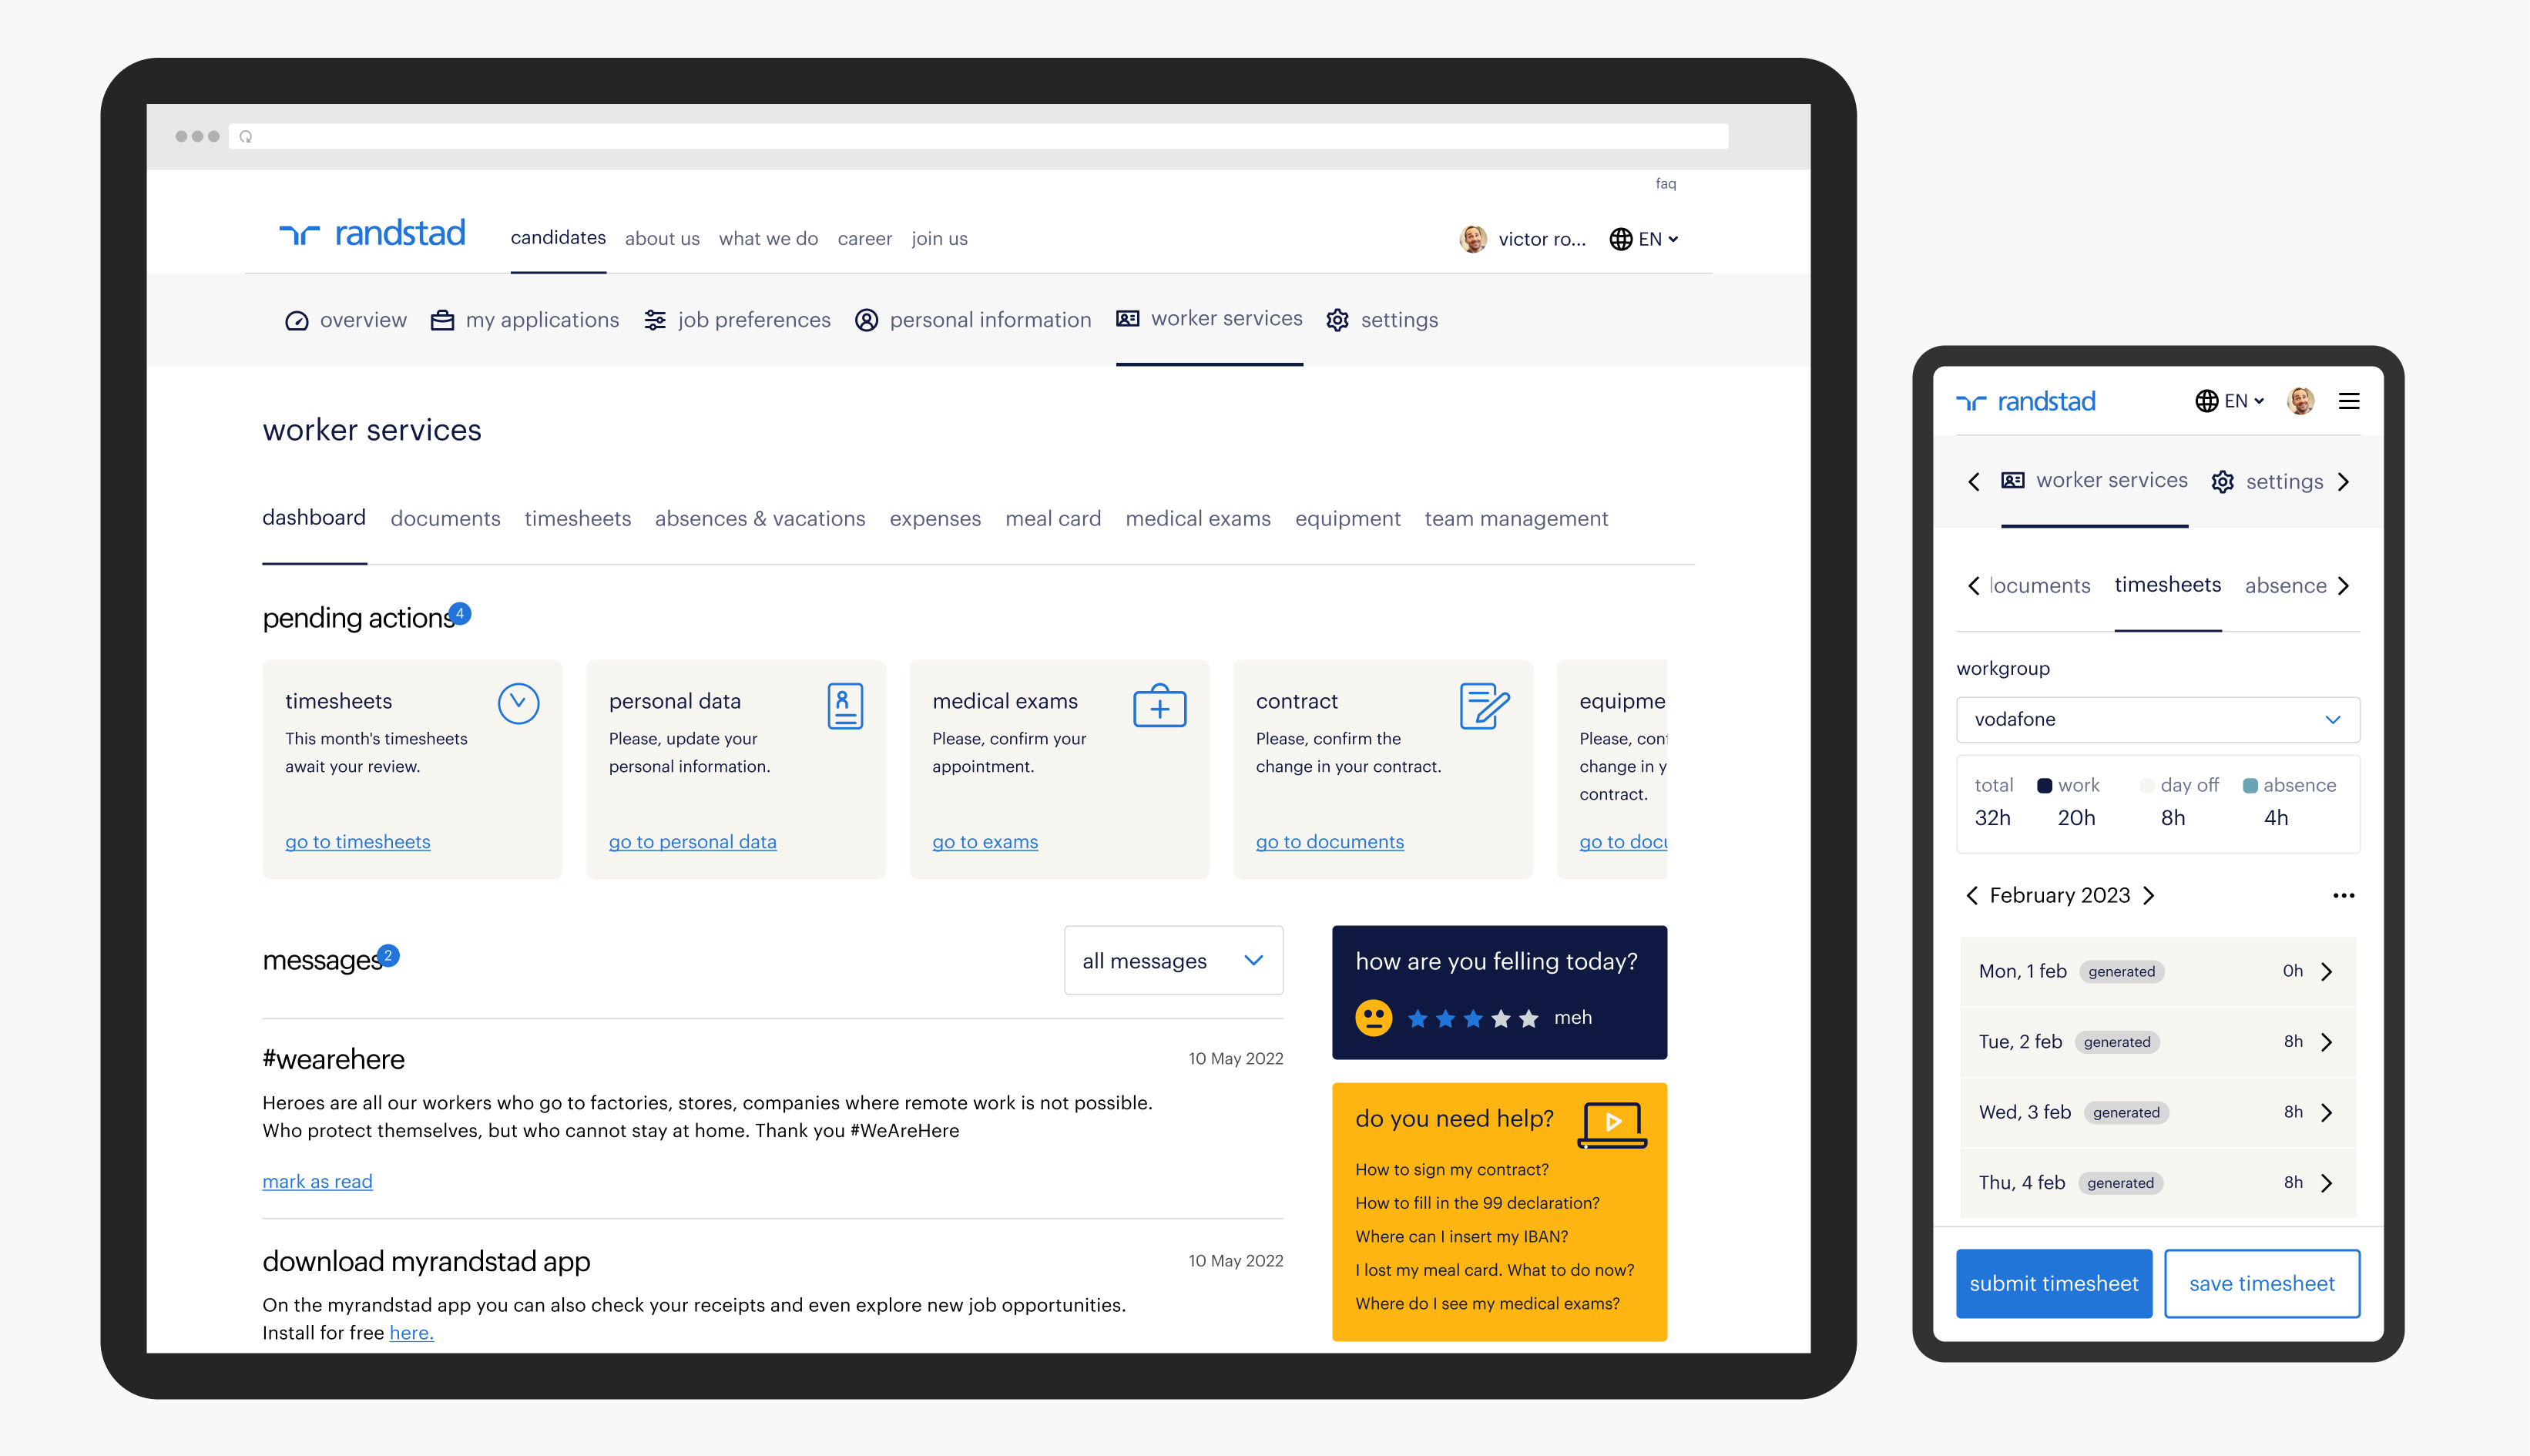 faq
randstad
candidates about us what we do career join us
victor ro... EN
overview my applications job preferences personal information worker services settings
worker services
dashboard documents timesheets absences & vacations expenses meal card medical exams equipment team management
pending actions 4
timesheets
This month's timesheets
await your review.
go to timesheets
personal data
Please, update your
personal information.
go to personal data
medical exams
Please, confirm your
appointment.
go to exams
contract
Please, confirm the
change in your contract.
go to documents
equipme
Please, con
change in y
contract.
go to docu
messages 2
all messages
#wearehere
10 May 2022
Heroes are all our workers who go to factories, stores, companies where remote work is not possible.
Who protect themselves, but who cannot stay at home. Thank you #WeAreHere
mark as read
download myrandstad app
10 May 2022
On the myrandstad app you can also check your receipts and even explore new job opportunities.
Install for free here.
how are you felling today?
meh
do you need help?
How to sign my contract?
How to fill in the 99 declaration?
Where can I insert my IBAN?
I lost my meal card. What to do now?
Where do I see my medical exams?
randstad EN
worker services settings
ocuments timesheets absence
workgroup
vodafone
total work day off absence
32h 20h 8h 4h
February 2023
Mon, 1 feb generated 0h
Tue, 2 feb generated 8h
Wed, 3 feb generated 8h
Thu, 4 feb generated 8h
submit timesheet save timesheet